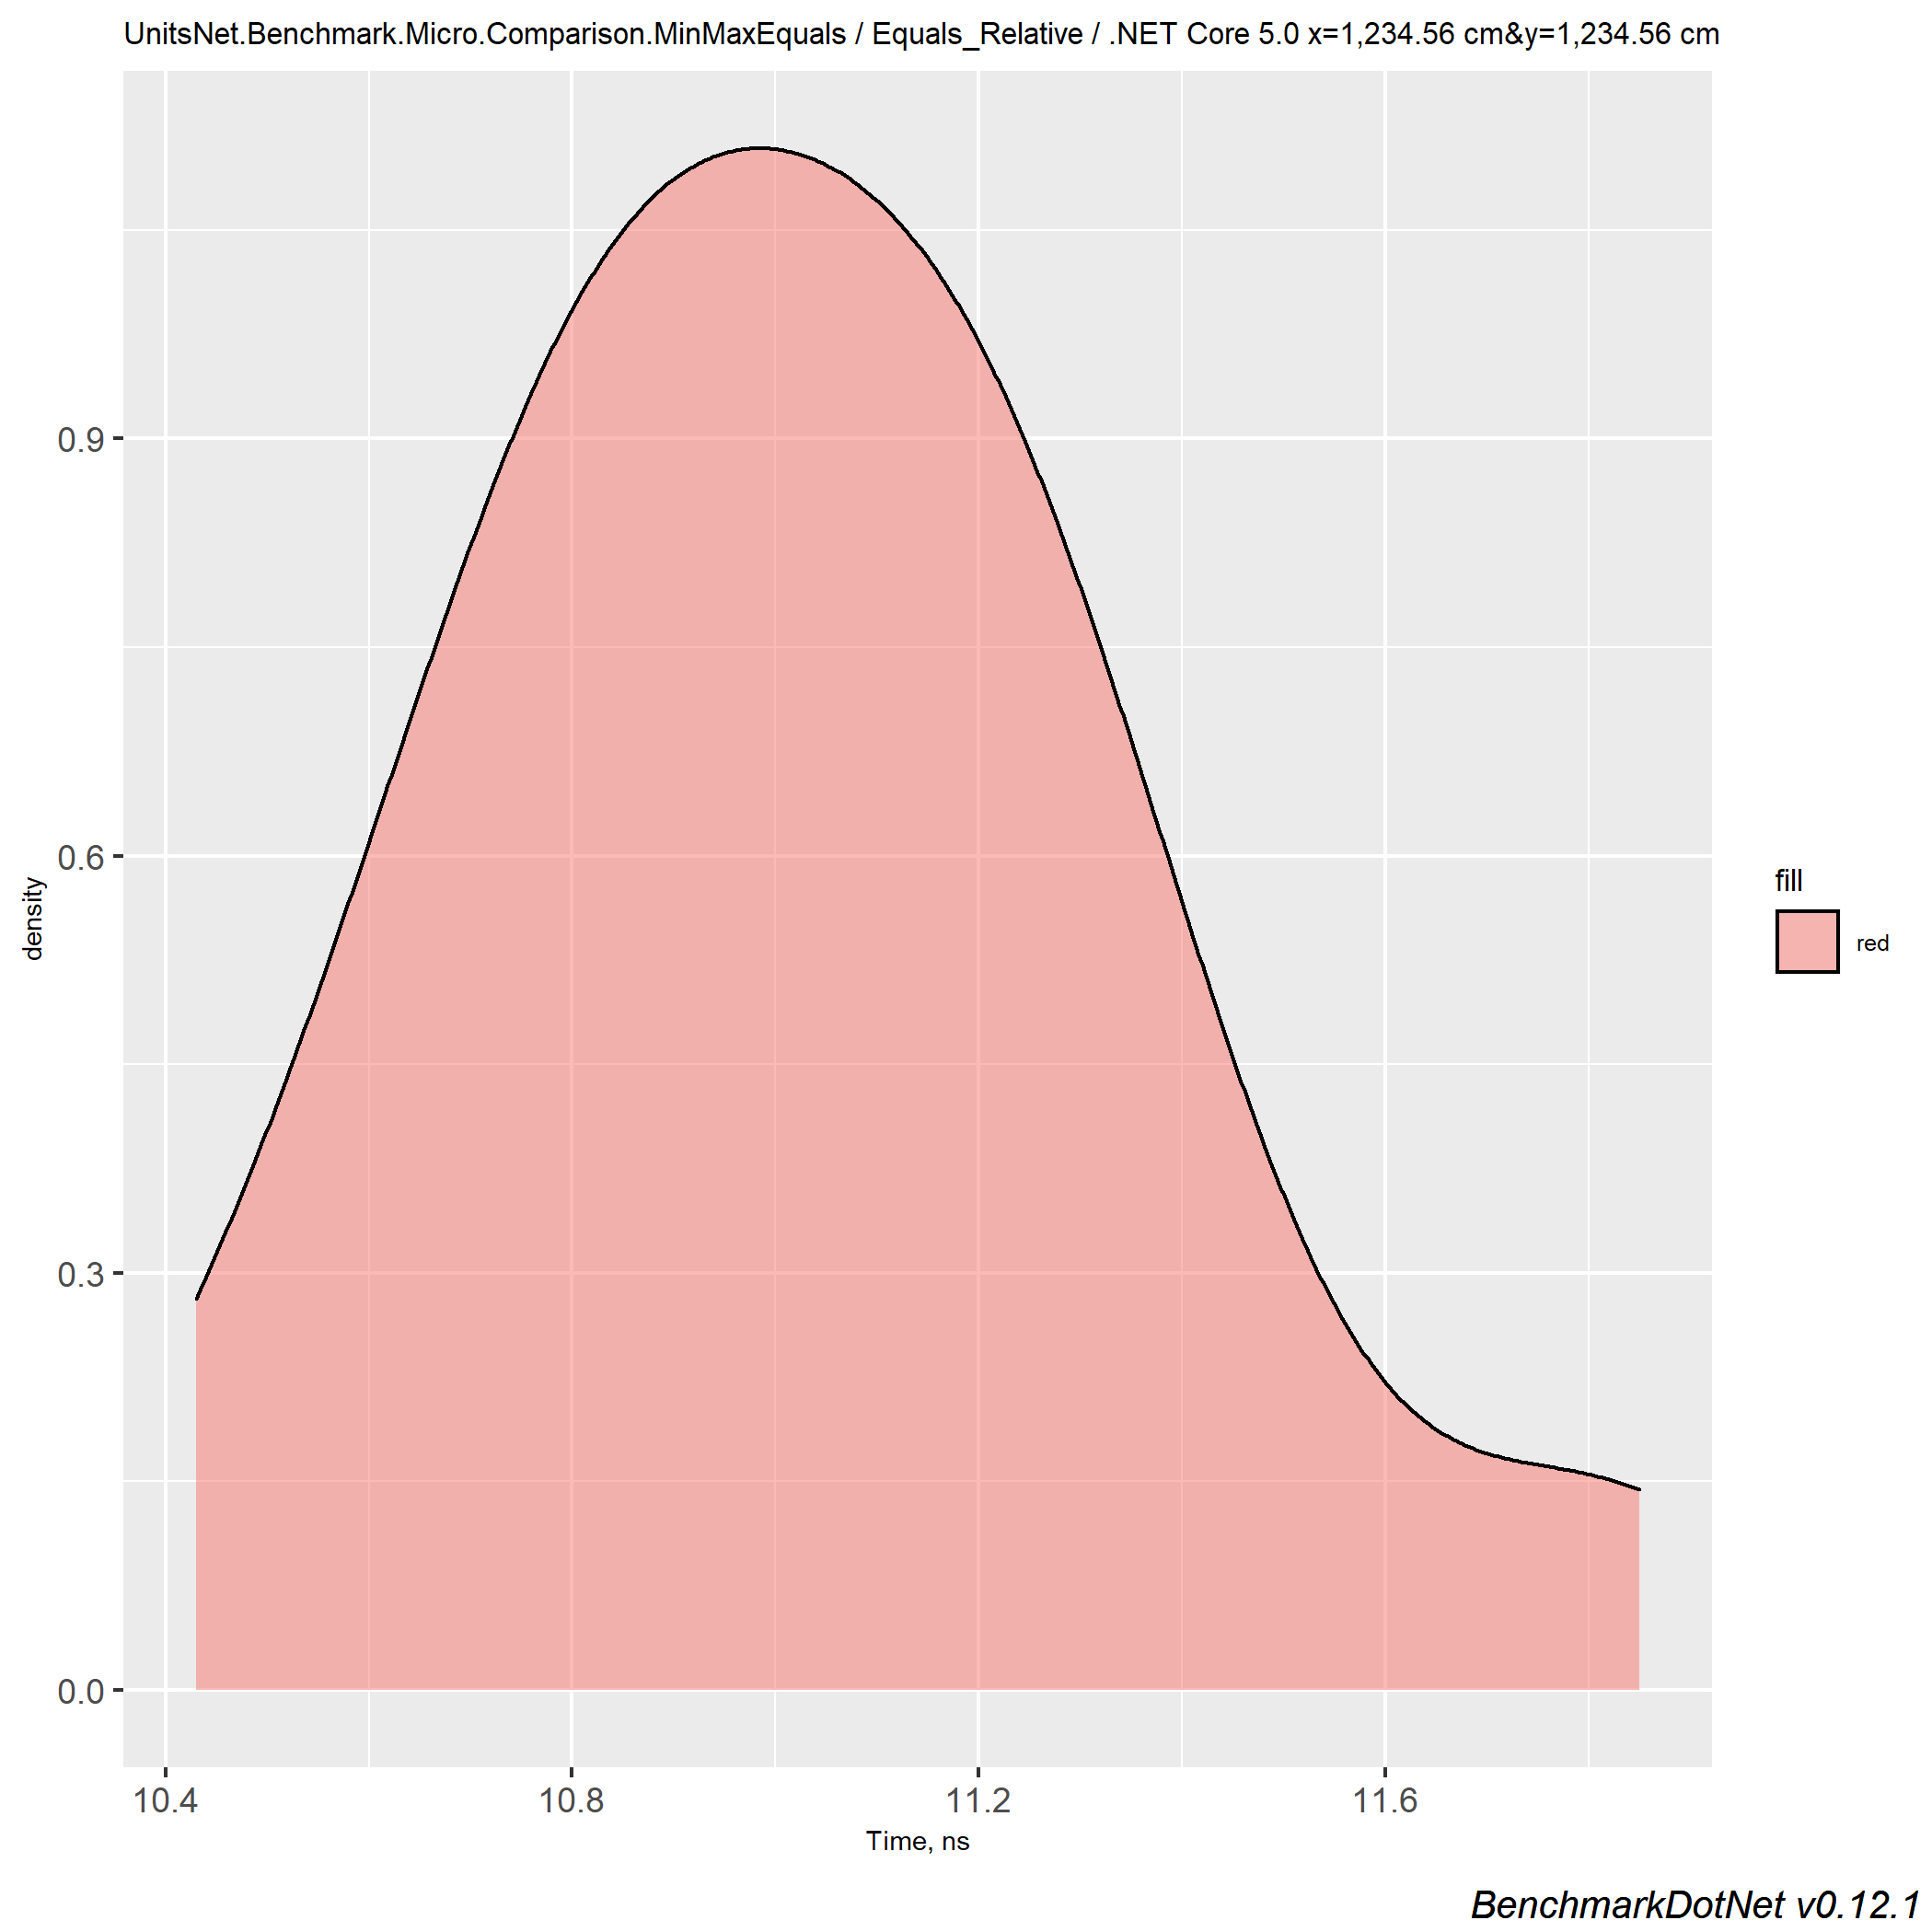 UnitsNet.Benchmark.Micro.Comparison.MinMaxEquals / Equals_Relative / .NET Core 5.0 x=1,234.56 cm&y=1,234.56 cm
0.9
0.6
0.3
0.0
density
10.4 10.8 11.2 11.6
Time, ns
fill
red
BenchmarkDotNet v0.12.1